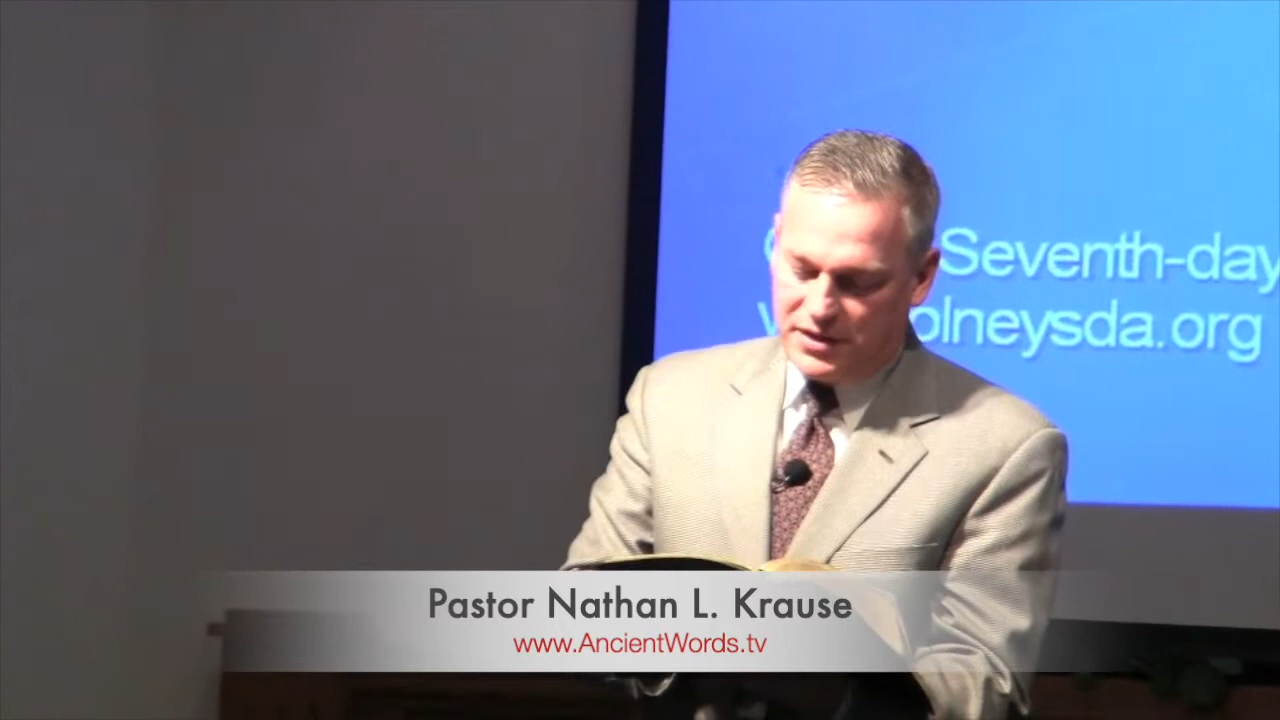 Seventh-day
olneysda.org
Pastor Nathan L. Krause
www.AncientWords.tv